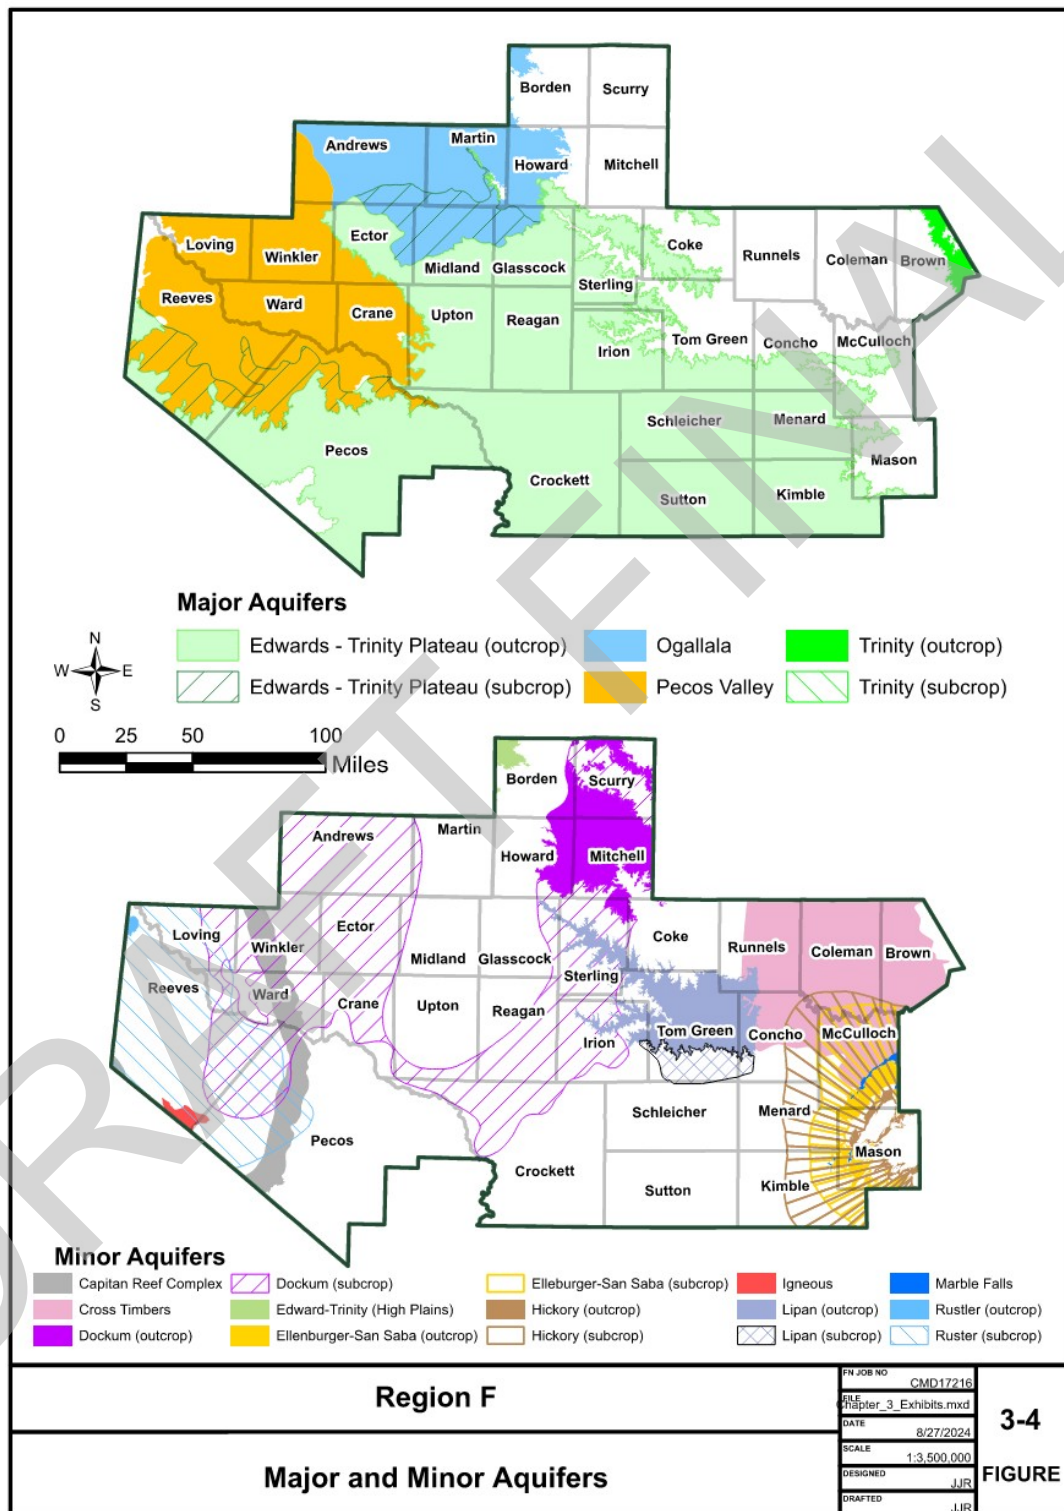 Borden Scurry
Andrews Martin Howard Mitchell
Loving Winkler Ector Midland Glasscock Sterling Coke Runnels Coleman Brown
Reeves Ward Crane Upton Reagan Irion Tom Green Concho McCulloch
Pecos Crockett Schleicher Menard Mason
Sutton Kimble
Major Aquifers
Edwards - Trinity Plateau (outcrop) Ogallala Trinity (outcrop)
Edwards - Trinity Plateau (subcrop) Pecos Valley Trinity (subcrop)
N
W E
S
0 25 50 100
Miles
Borden Scurry
Andrews Martin Howard Mitchell
Loving Winkler Ector Midland Glasscock Sterling Coke Runnels Coleman Brown
Reeves Ward Crane Upton Reagan Irion Tom Green Concho McCulloch
Pecos Crockett Schleicher Menard Mason
Sutton Kimble
Minor Aquifers
Capitan Reef Complex Dockum (subcrop) Elleburger-San Saba (subcrop) Igneous Marble Falls
Cross Timbers Edward-Trinity (High Plains) Hickory (outcrop) Lipan (outcrop) Rustler (outcrop)
Dockum (outcrop) Ellenburger-San Saba (outcrop) Hickory (subcrop) Lipan (subcrop) Ruster (subcrop)
DRAFT FINAL
Region F
Major and Minor Aquifers
FN JOB NO
CMD17216
FILE
Chapter_3_Exhibits.mxd
DATE
8/27/2024
SCALE
1:3,500,000
DESIGNED
JJR
DRAFTED
JJR
3-4
FIGURE